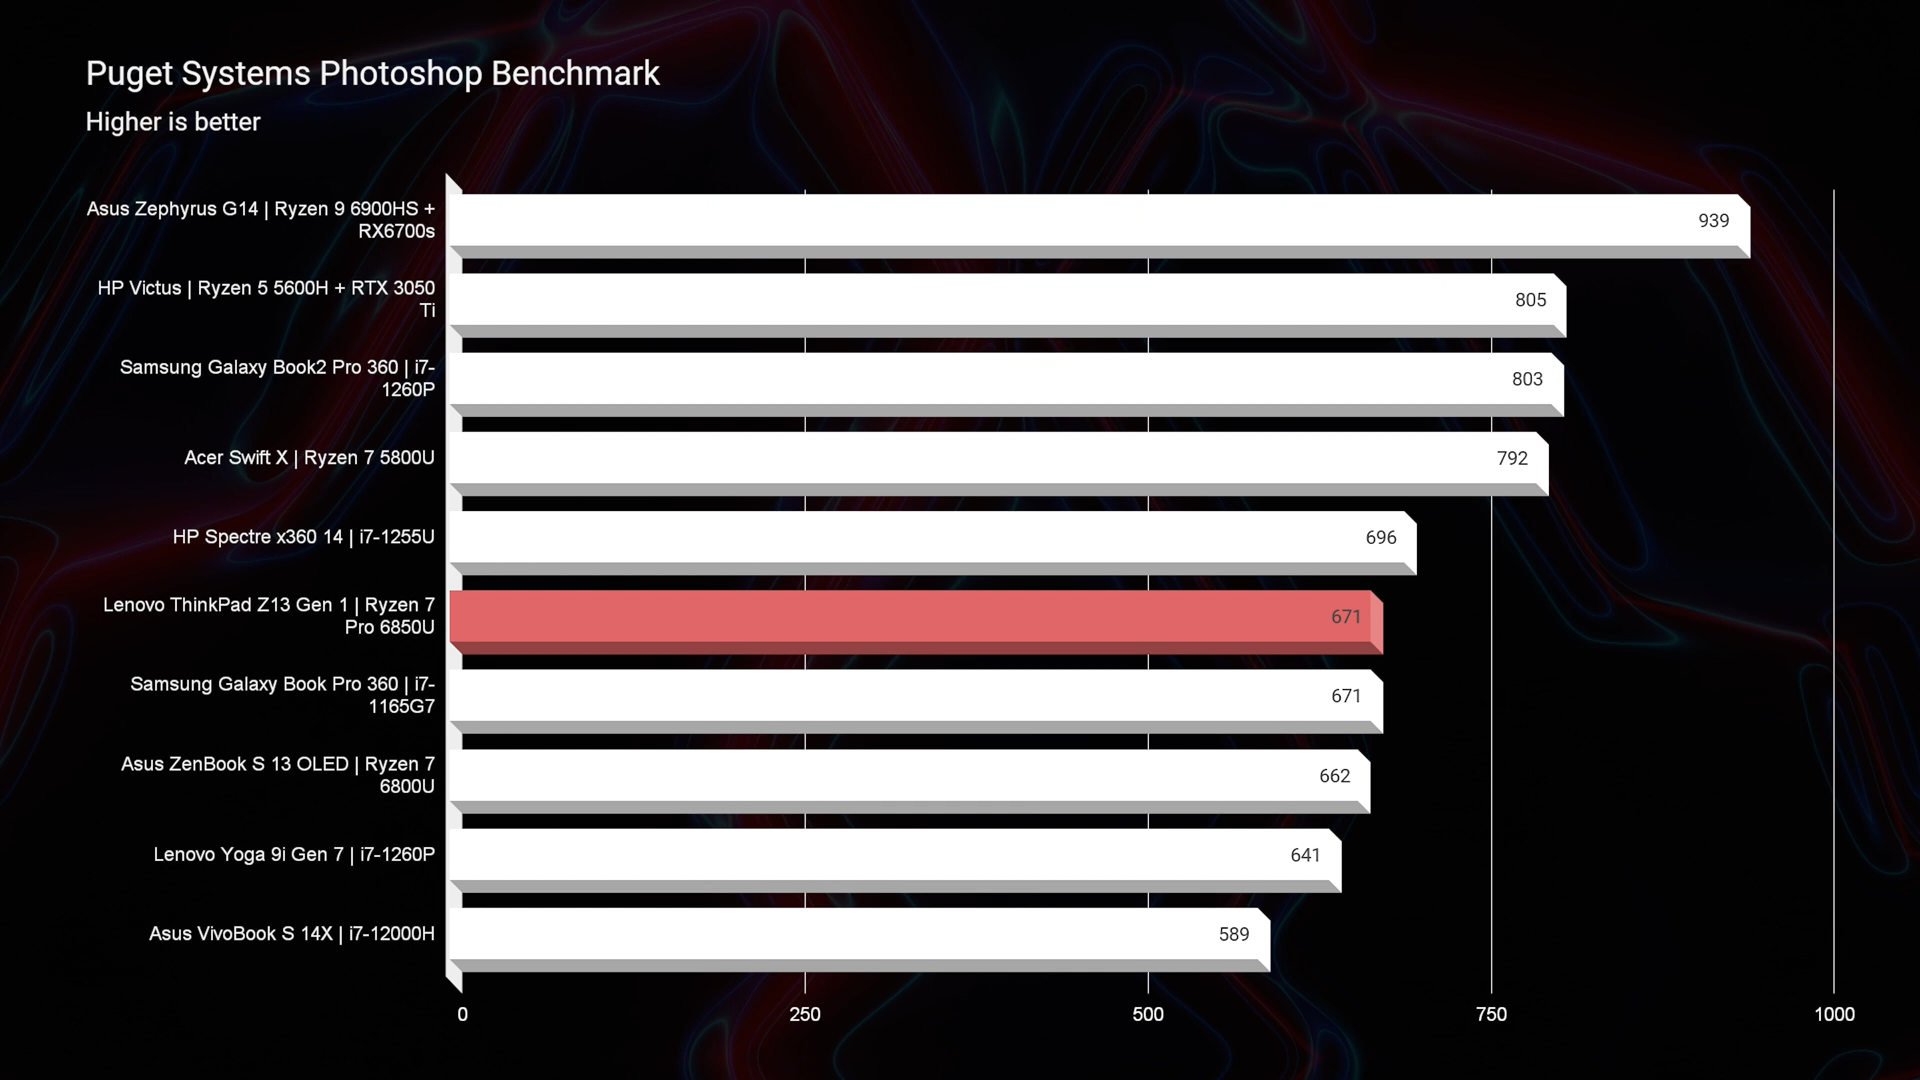 Puget Systems Photoshop Benchmark
Higher is better
Asus Zephyrus G14 | Ryzen 9 6900HS +
RX6700s
939
HP Victus | Ryzen 5 5600H + RTX 3050
Ti
805
Samsung Galaxy Book2 Pro 360 | i7-
1260P
803
Acer Swift X | Ryzen 7 5800U
792
HP Spectre x360 14 | i7-1255U
696
Lenovo ThinkPad Z13 Gen 1 | Ryzen 7
Pro 6850U
671
Samsung Galaxy Book Pro 360 | i7-
1165G7
671
Asus ZenBook S 13 OLED | Ryzen 7
6800U
662
Lenovo Yoga 9i Gen 7 | i7-1260P
641
Asus VivoBook S 14X | i7-12000H
589
0 250 500 750 1000